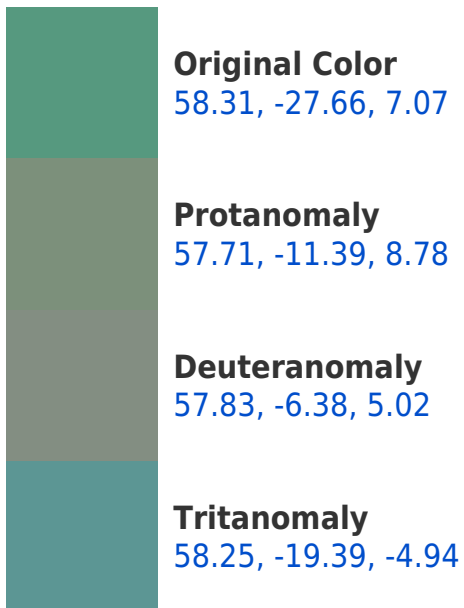 Original Color
58.31, -27.66, 7.07
Protanomaly
57.71, -11.39, 8.78
Deuteranomaly
57.83, -6.38, 5.02
Tritanomaly
58.25, -19.39, -4.94